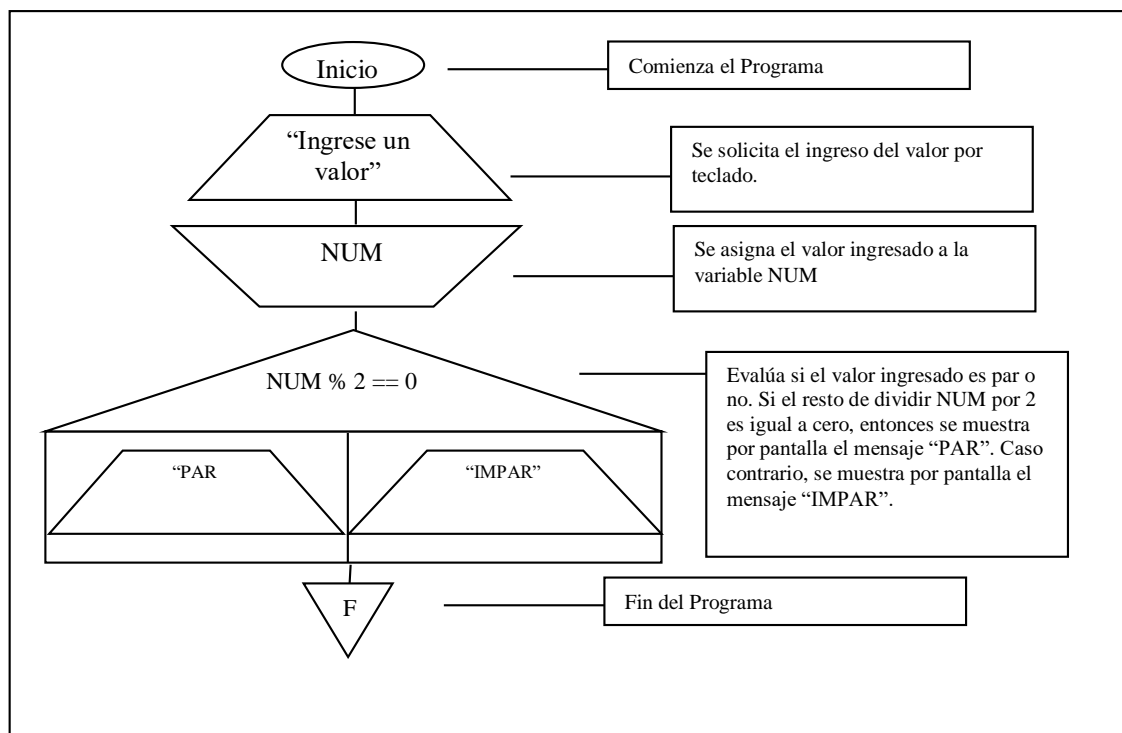 Inicio
Comienza el Programa
“Ingrese un
valor”
Se solicita el ingreso del valor por
teclado.
NUM
Se asigna el valor ingresado a la
variable NUM
NUM % 2 == 0
Evalúa si el valor ingresado es par o
no. Si el resto de dividir NUM por 2
es igual a cero, entonces se muestra
por pantalla el mensaje “PAR”. Caso
contrario, se muestra por pantalla el
mensaje “IMPAR”.
“PAR
“IMPAR”
F
Fin del Programa